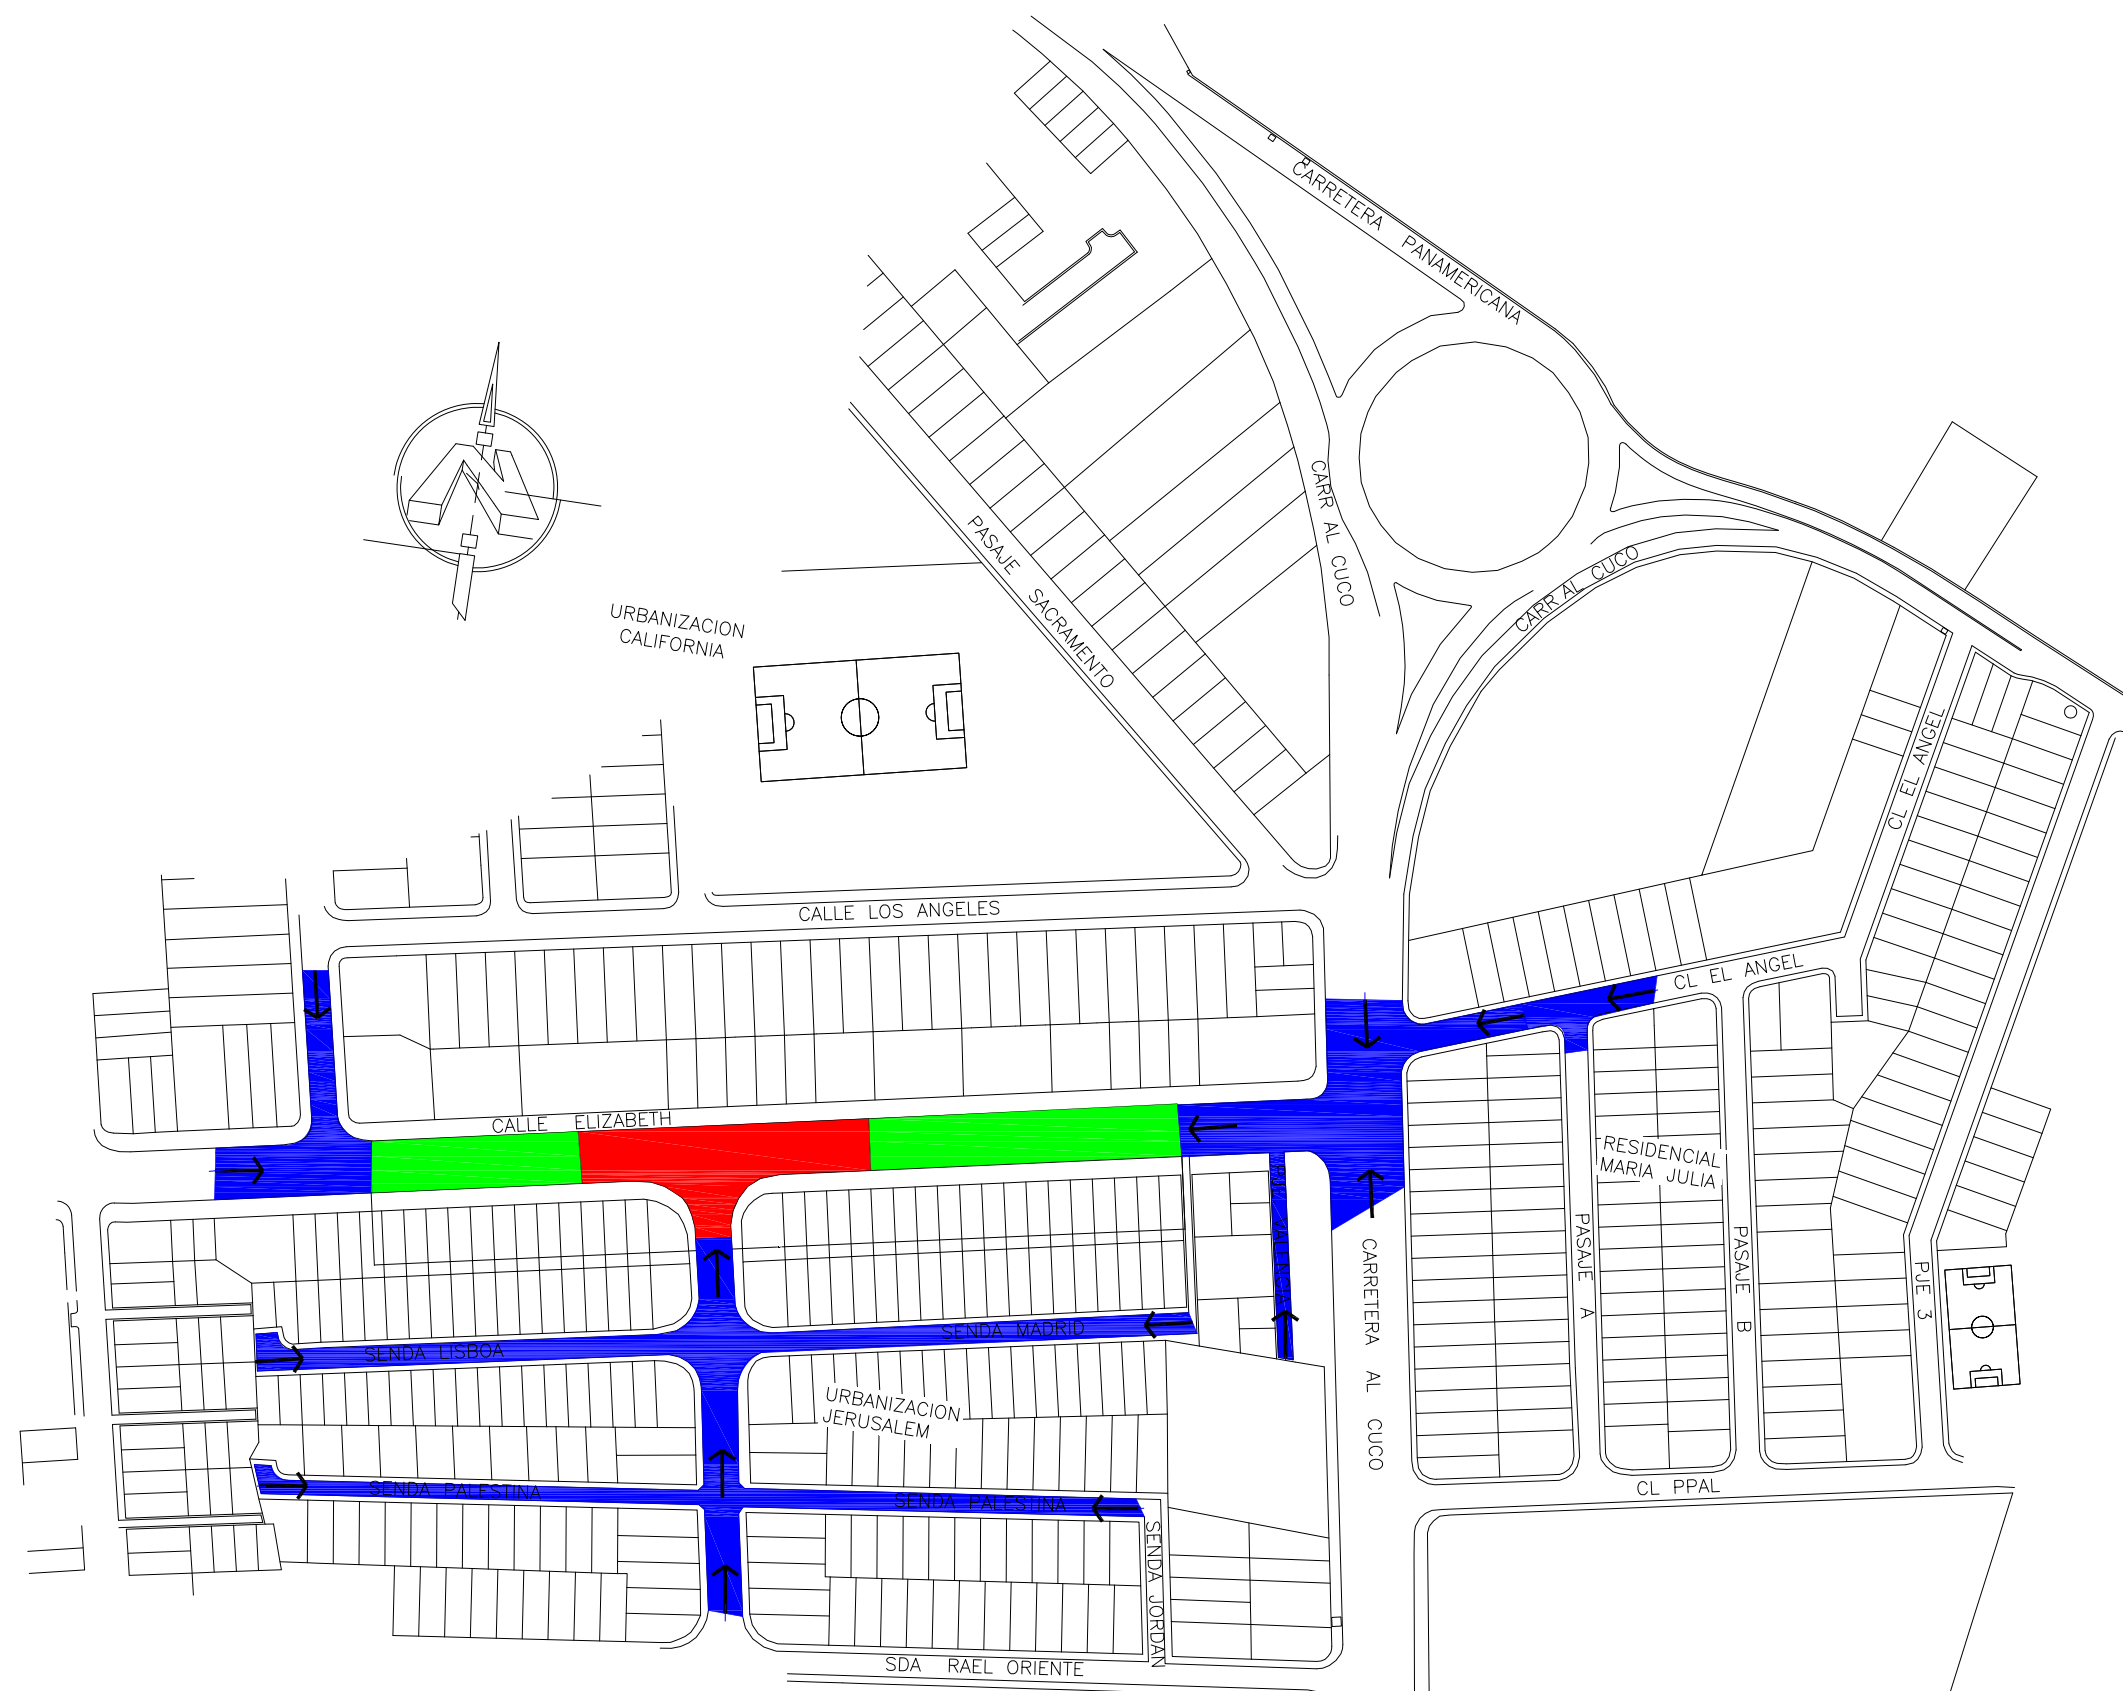 CARRETERA PANAMERICANA
CARR AL CUCO
CARR AL CUCO
PASAJE SACRAMENTO
URBANIZACION
CALIFORNIA
CL EL ANGEL
CALLE LOS ANGELES
CL EL ANGEL
CALLE ELIZABETH
RESIDENCIAL
MARIA JULIA
PJE VALENCIA
PASAJE A
PASAJE B
PJE 3
CARRETERA AL CUCO
SENDA MADRID
SENDA LISBOA
URBANIZACION
JERUSALEM
SENDA PALESTINA
SENDA PALESTINA
CL PPAL
SENDA JORDAN
SDA RAEL ORIENTE